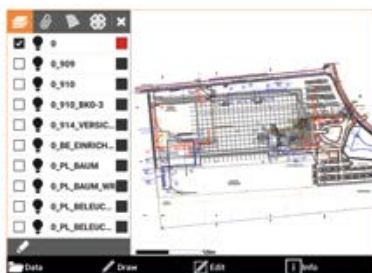 0
0_909
0_910
0_910_BK0-3
0_914_VERSIC...
0_BE_EINRICH...
0_PL_BAUM
0_PL_BAUM_WR
0_PL_BELEUC...
0_PL_BELEUC...
Data
Draw
Edit
Info